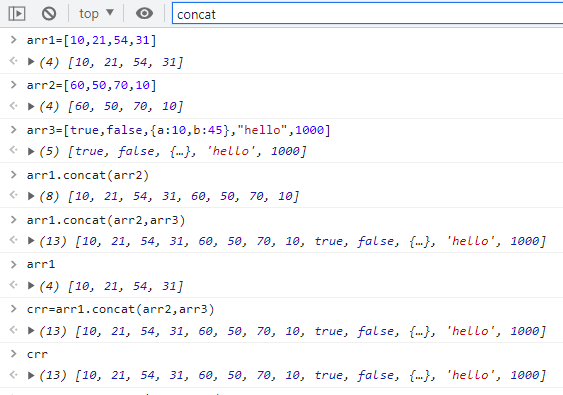 top ▼ concat
> arr1=[10,21,54,31]
<· ▶ (4) [10, 21, 54, 31]
> arr2=[60,50,70,10]
<· ▶ (4) [60, 50, 70, 10]
> arr3=[true,false,{a:10,b:45},"hello",1000]
<· ▶ (5) [true, false, {…}, 'hello', 1000]
> arr1.concat(arr2)
<· ▶ (8) [10, 21, 54, 31, 60, 50, 70, 10]
> arr1.concat(arr2,arr3)
<· ▶ (13) [10, 21, 54, 31, 60, 50, 70, 10, true, false, {…}, 'hello', 1000]
> arr1
<· ▶ (4) [10, 21, 54, 31]
> crr=arr1.concat(arr2,arr3)
<· ▶ (13) [10, 21, 54, 31, 60, 50, 70, 10, true, false, {…}, 'hello', 1000]
> crr
<· ▶ (13) [10, 21, 54, 31, 60, 50, 70, 10, true, false, {…}, 'hello', 1000]